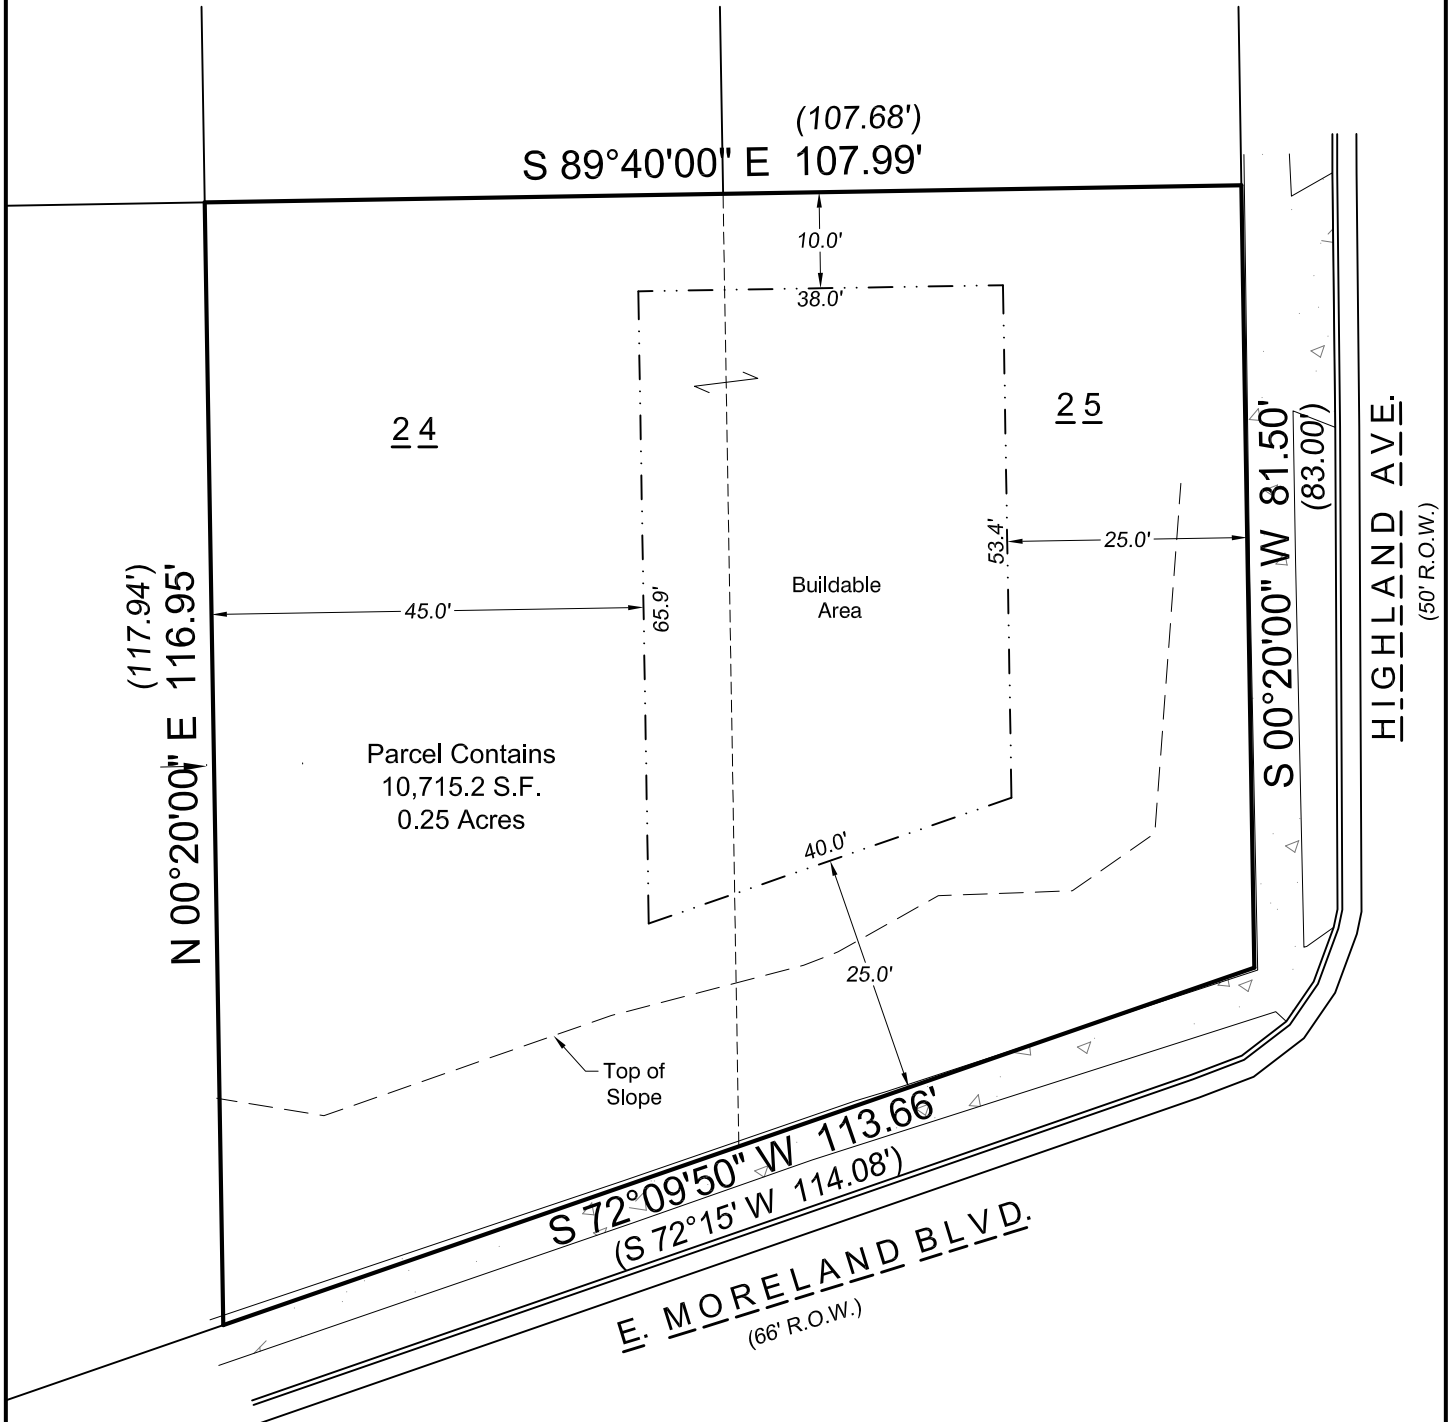 (107.68')
S 89°40'00" E 107.99'
10.0'
38.0'
24
25
S 00°20'00" W 81.50'
(83.00')
HIGHLAND AVE.
(50' R.O.W.)
53.4'
25.0'
Buildable
Area
(117.94')
N 00°20'00" E 116.95'
45.0'
65.9'
Parcel Contains
10,715.2 S.F.
0.25 Acres
40.0'
25.0'
Top of
Slope
S 72°09'50" W 113.66'
(S 72°15' W 114.08')
E. MORELAND BLVD.
(66' R.O.W.)